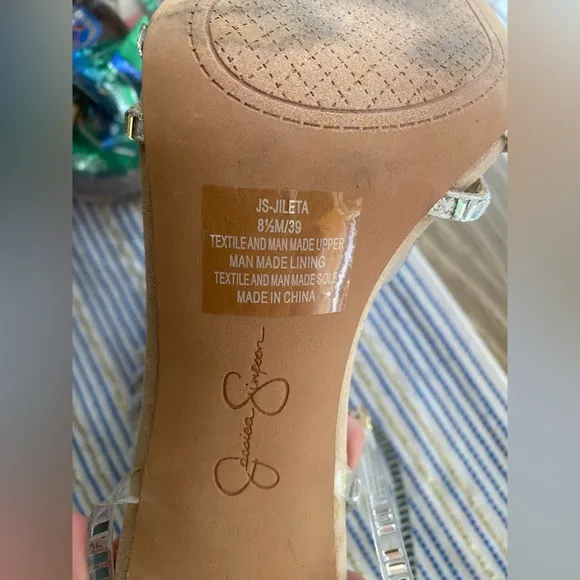 JS-JILETA
8½M/39
TEXTILE AND MAN MADE UPPER
MAN MADE LINING
TEXTILE AND MAN MADE SOLE
MADE IN CHINA
Jessica Simpson